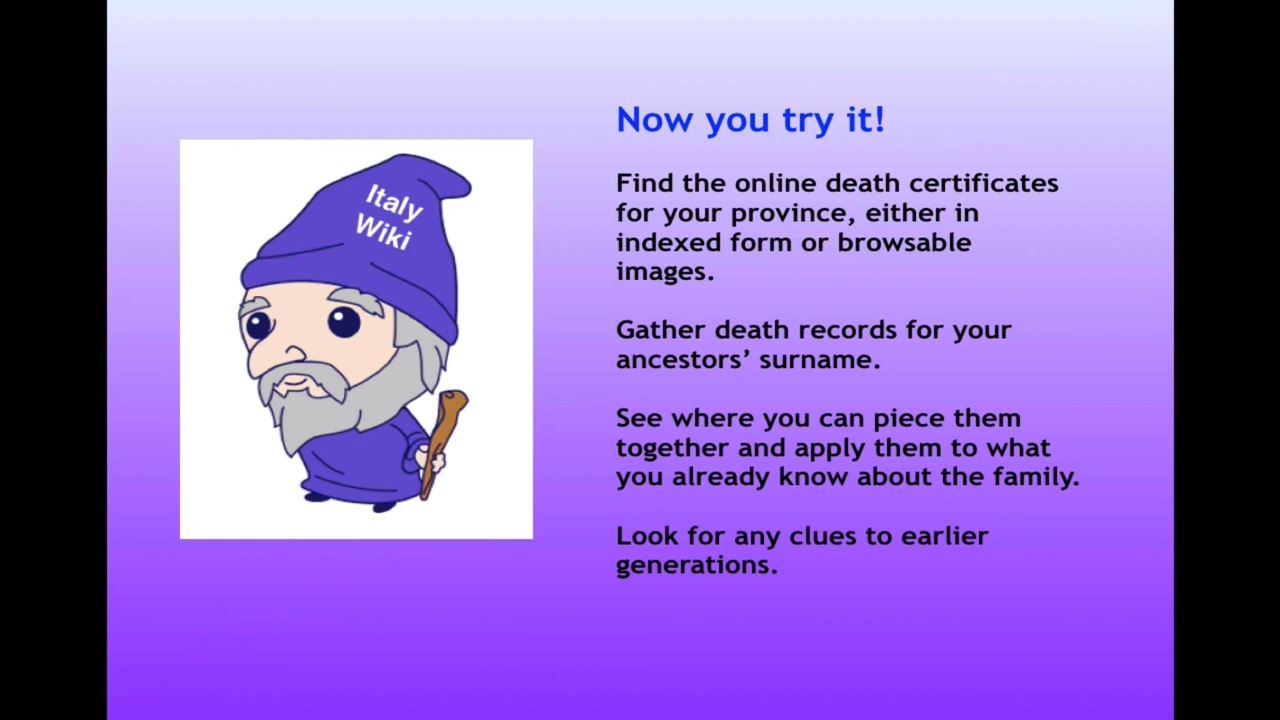 Italy
Wiki
Now you try it!
Find the online death certificates
for your province, either in
indexed form or browsable
images.
Gather death records for your
ancestors’ surname.
See where you can piece them
together and apply them to what
you already know about the family.
Look for any clues to earlier
generations.